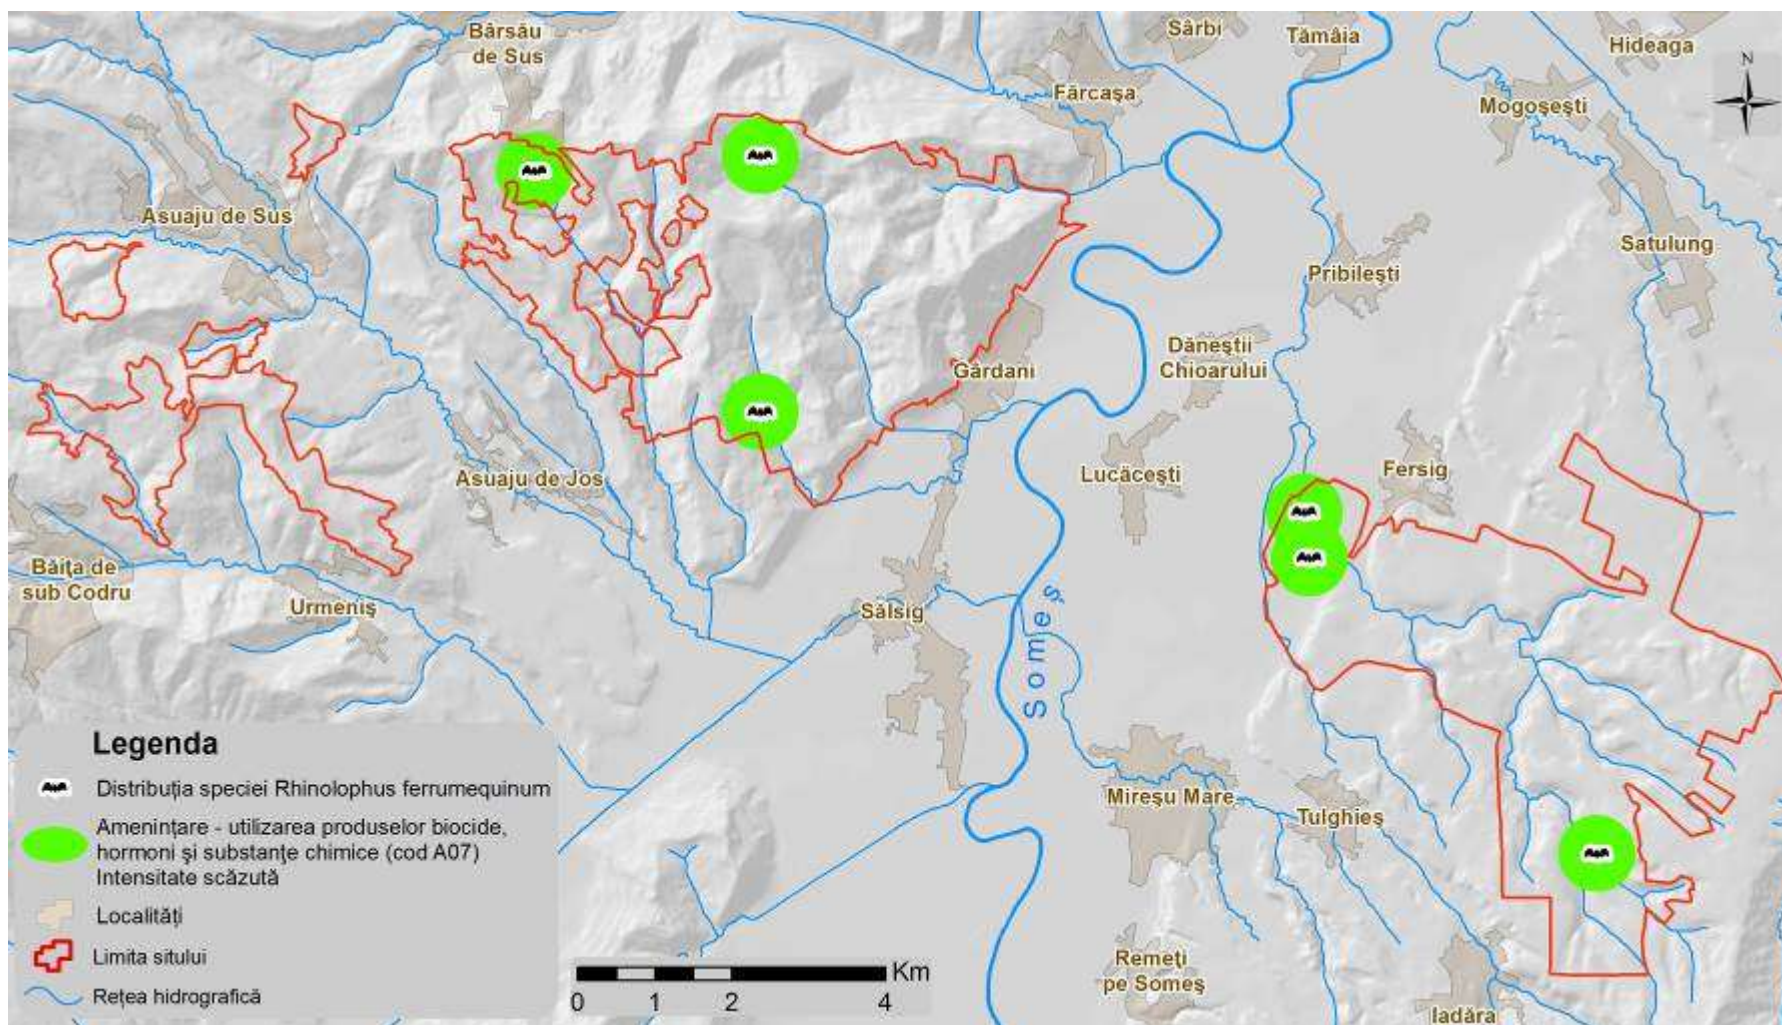 Bârsău
de Sus
Sârbi
Tămâia
Hideaga
N
Fărcaşa
Mogoşeşti
Asuaju de Sus
Satulung
Pribileşti
Dăneştii
Chioarului
Gârdani
Lucăceşti
Fersig
Asuaju de Jos
Băiţa de
sub Codru
Urmeniş
Sălsig
Someş
Mireşu Mare
Tulghieş
Remeţi
pe Someş
Iadăra
Legenda
Distribuția speciei Rhinolophus ferrumequinum
Amenințare - utilizarea produselor biocide,
hormoni şi substanţe chimice (cod A07)
Intensitate scăzută
Localități
Limita sitului
Rețea hidrografică
Km
0 1 2 4